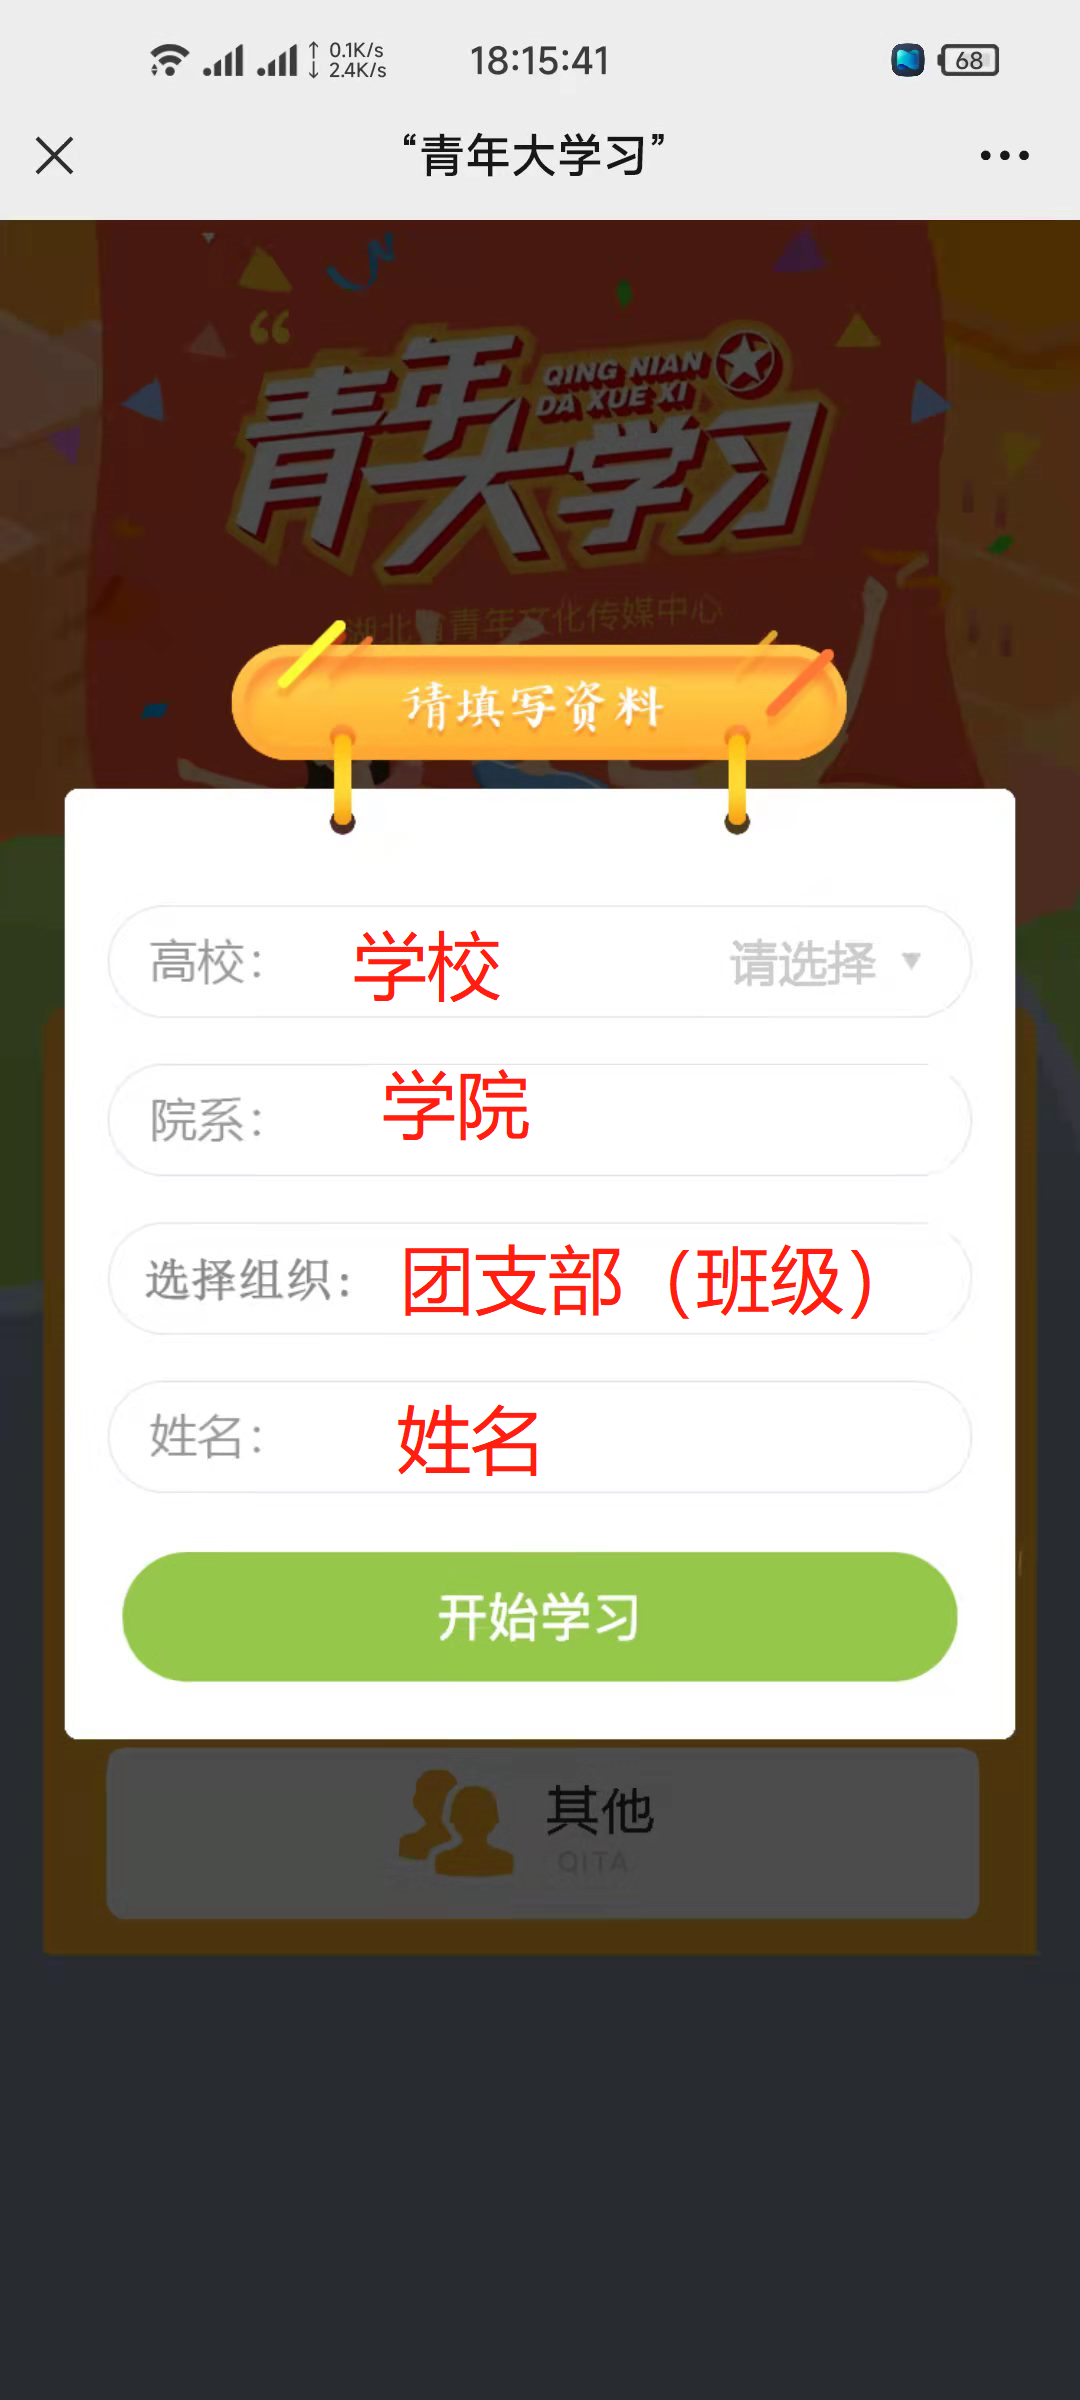 0.1K/s
2.4K/s
18:15:41
68
“青年大学习”
青年
QING NIAN
DA XUE XI
大学习
湖北省青年文化传媒中心
请填写资料
高校： 学校 请选择
院系： 学院
选择组织： 团支部（班级）
姓名： 姓名
开始学习
其他
QITA